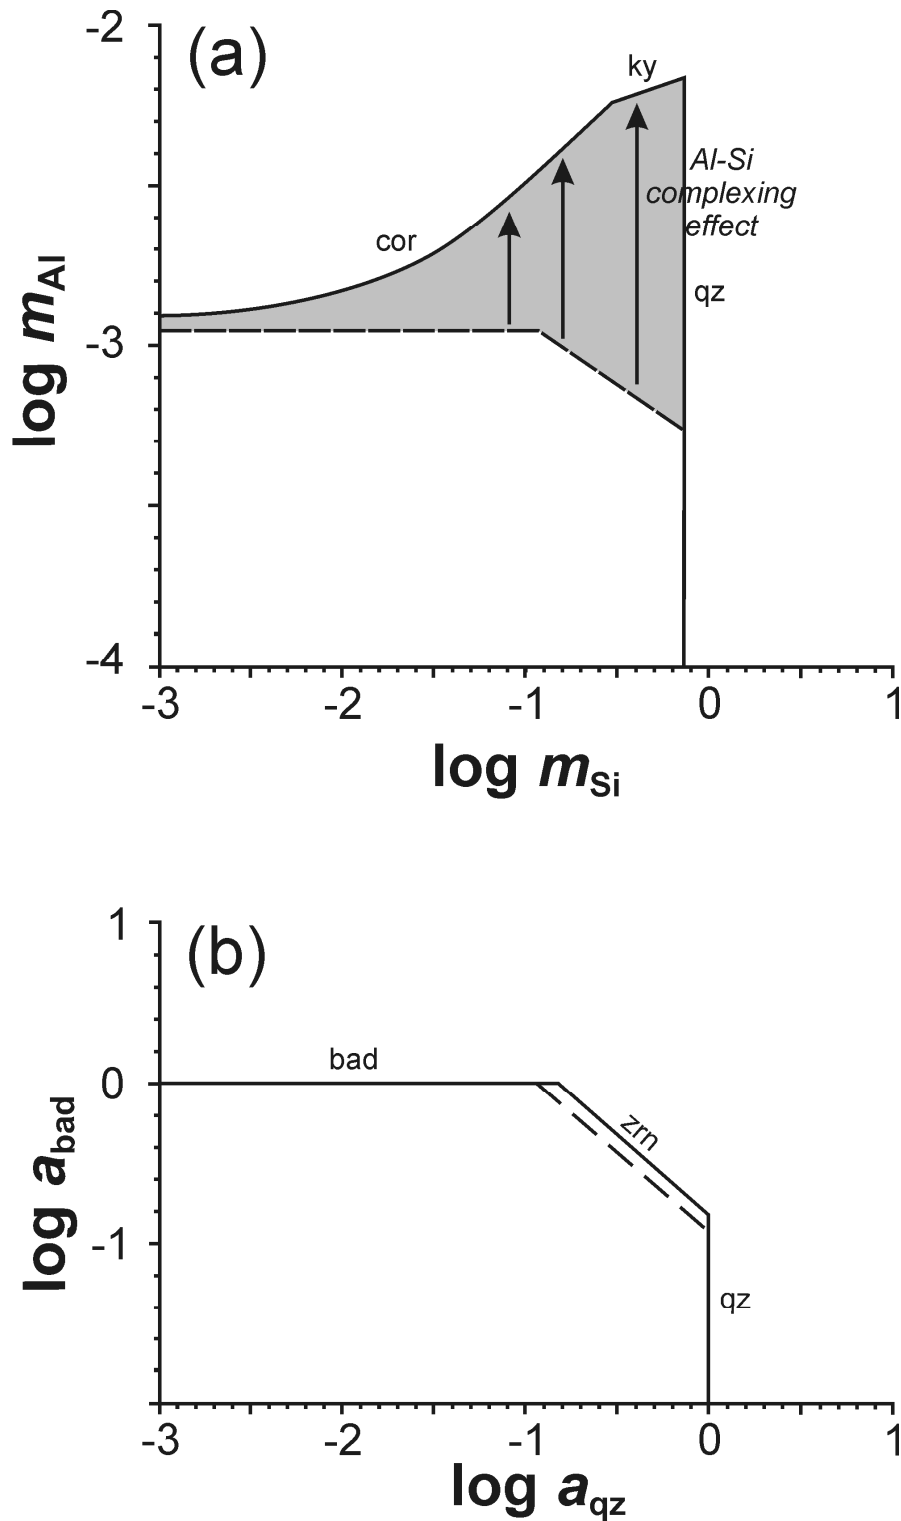 -2
(a)
ky
Al-Si
complexing
effect
cor
qz
log mAl
-3
-4
-3
-2
-1
0
1
log mSi
1
(b)
bad
0
zrn
log abad
-1
qz
-3
-2
-1
0
1
log aqz